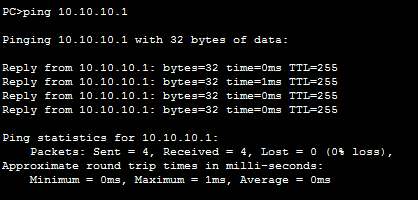 PC>ping 10.10.10.1
Pinging 10.10.10.1 with 32 bytes of data:
Reply from 10.10.10.1: bytes=32 time=0ms TTL=255
Reply from 10.10.10.1: bytes=32 time=1ms TTL=255
Reply from 10.10.10.1: bytes=32 time=0ms TTL=255
Reply from 10.10.10.1: bytes=32 time=0ms TTL=255
Ping statistics for 10.10.10.1:
Packets: Sent = 4, Received = 4, Lost = 0 (0% loss),
Approximate round trip times in milli-seconds:
Minimum = 0ms, Maximum = 1ms, Average = 0ms